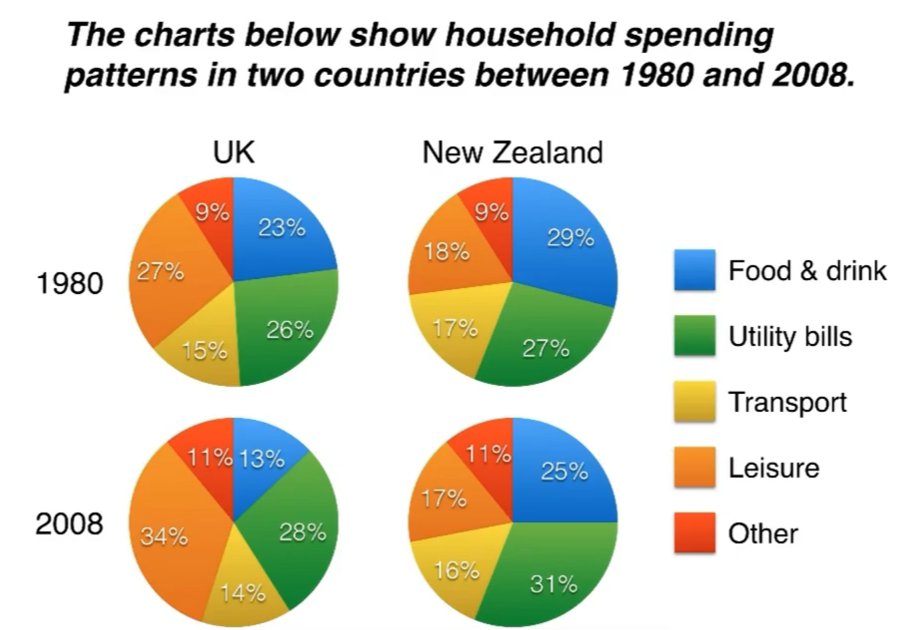 The charts below show household spending
patterns in two countries between 1980 and 2008.
UK
New Zealand
1980
9%
23%
27%
26%
15%
9%
29%
18%
17%
27%
Food & drink
Utility bills
Transport
Leisure
Other
2008
11%
13%
34%
28%
14%
11%
25%
17%
16%
31%